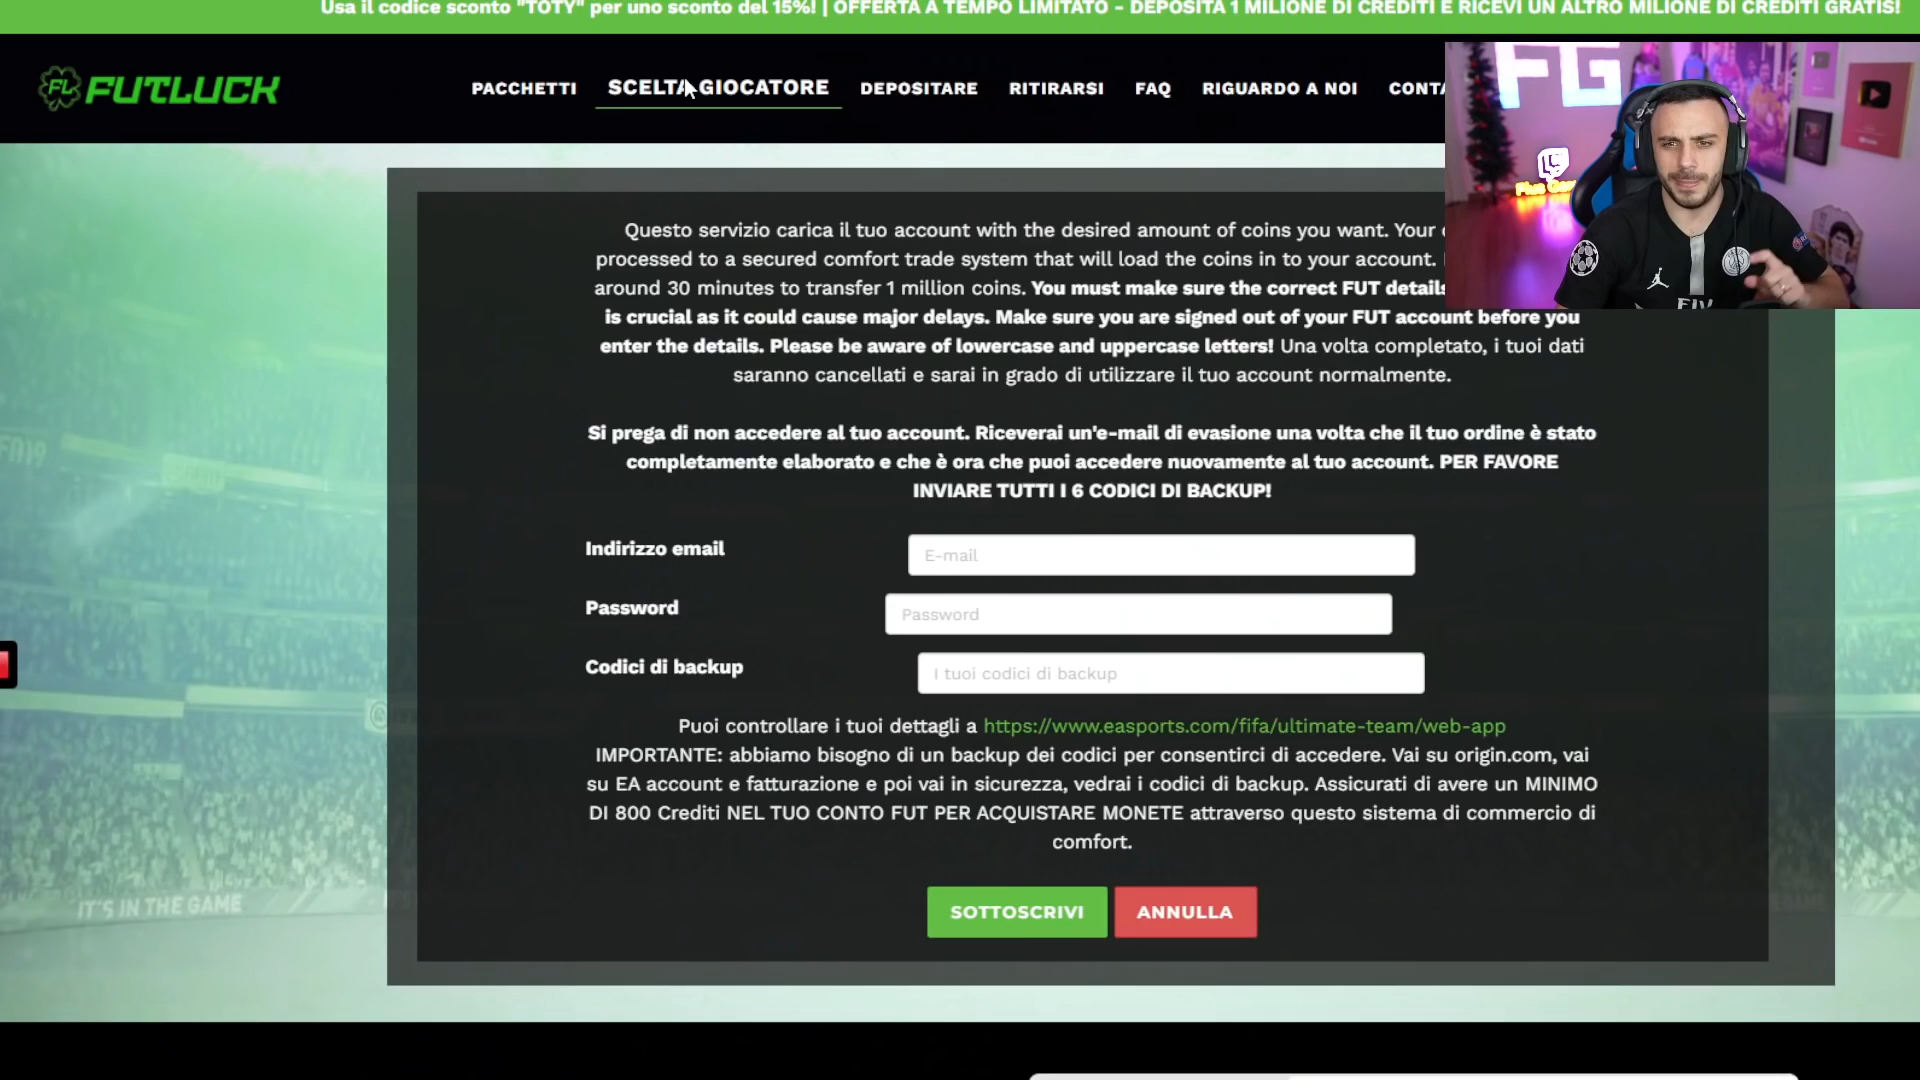 Usa il codice sconto "TOTY" per uno sconto del 15%! | OFFERTA A TEMPO LIMITATO - DEPOSITA 1 MILIONE DI CREDITI E RICEVI UN ALTRO MILIONE DI CREDITI GRATIS!
FL FUTLUCK
PACCHETTI SCELTA GIOCATORE DEPOSITARE RITIRARSI FAQ RIGUARDO A NOI CONTA
FG
Questo servizio carica il tuo account with the desired amount of coins you want. Your
processed to a secured comfort trade system that will load the coins in to your account.
around 30 minutes to transfer 1 million coins. You must make sure the correct FUT details
is crucial as it could cause major delays. Make sure you are signed out of your FUT account before you
enter the details. Please be aware of lowercase and uppercase letters! Una volta completato, i tuoi dati
saranno cancellati e sarai in grado di utilizzare il tuo account normalmente.
Si prega di non accedere al tuo account. Riceverai un'e-mail di evasione una volta che il tuo ordine è stato
completamente elaborato e che è ora che puoi accedere nuovamente al tuo account. PER FAVORE
INVIARE TUTTI I 6 CODICI DI BACKUP!
Indirizzo email E-mail
Password Password
Codici di backup I tuoi codici di backup
Puoi controllare i tuoi dettagli a https://www.easports.com/fifa/ultimate-team/web-app
IMPORTANTE: abbiamo bisogno di un backup dei codici per consentirci di accedere. Vai su origin.com, vai
su EA account e fatturazione e poi vai in sicurezza, vedrai i codici di backup. Assicurati di avere un MINIMO
DI 800 Crediti NEL TUO CONTO FUT PER ACQUISTARE MONETE attraverso questo sistema di commercio di
comfort.
IT'S IN THE GAME
SOTTOSCRIVI ANNULLA